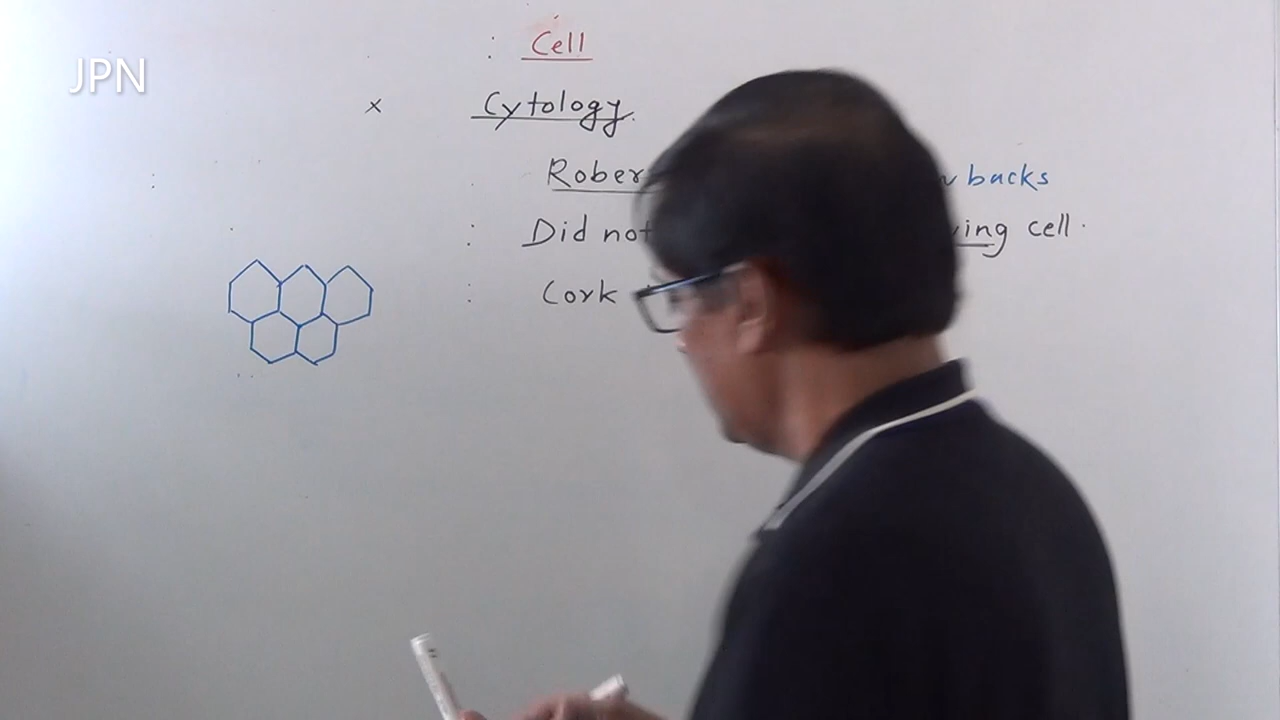 JPN
: Cell
x Cytology.
: Rober backs
: Did not ving cell.
: Cork